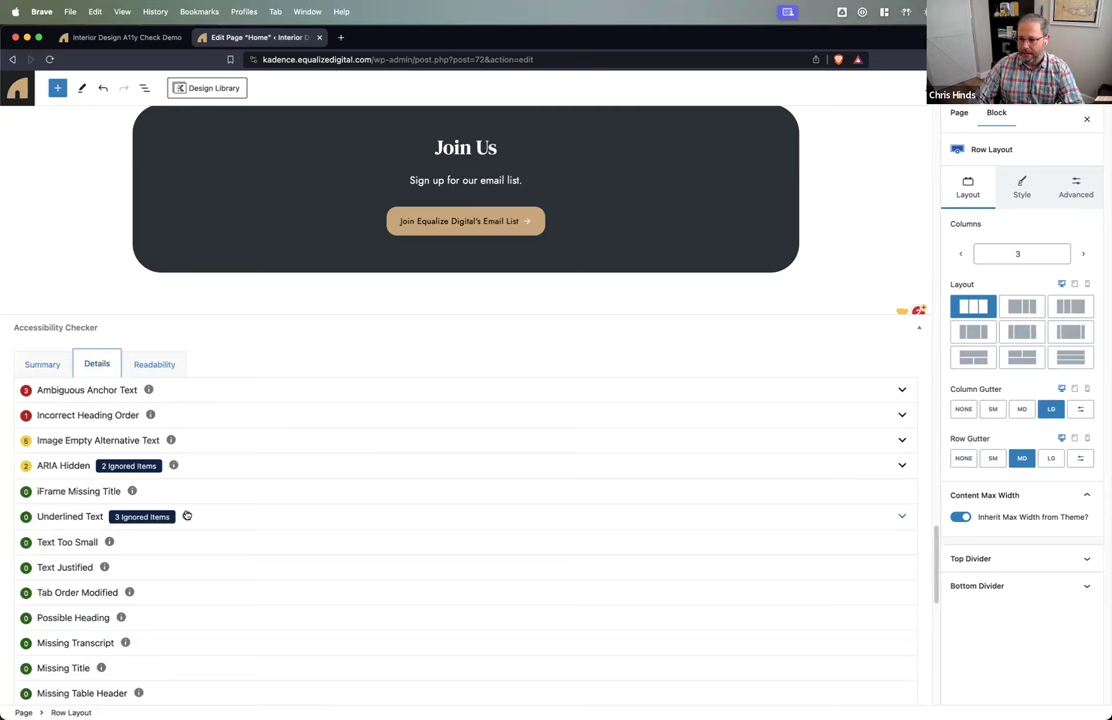 Brave File Edit View History Bookmarks Profiles Tab Window Help
Interior Design A11y Check Demo
Edit Page “Home” ‹ Interior D
kadence.equalizedigital.com/wp-admin/post.php?post=72&action=edit
Chris Hinds
Design Library
Page Block
Join Us
Sign up for our email list.
Join Equalize Digital's Email List →
Row Layout
Layout Style Advanced
Columns
3
Layout
Accessibility Checker
Summary Details Readability
3 Ambiguous Anchor Text
1 Incorrect Heading Order
6 Image Empty Alternative Text
2 ARIA Hidden 2 Ignored Items
0 iFrame Missing Title
0 Underlined Text 3 Ignored Items
0 Text Too Small
0 Text Justified
0 Tab Order Modified
0 Possible Heading
0 Missing Transcript
0 Missing Title
0 Missing Table Header
Column Gutter
NONE SM MD LG
Row Gutter
NONE SM MD LG
Content Max Width
Inherit Max Width from Theme?
Top Divider
Bottom Divider
Page › Row Layout